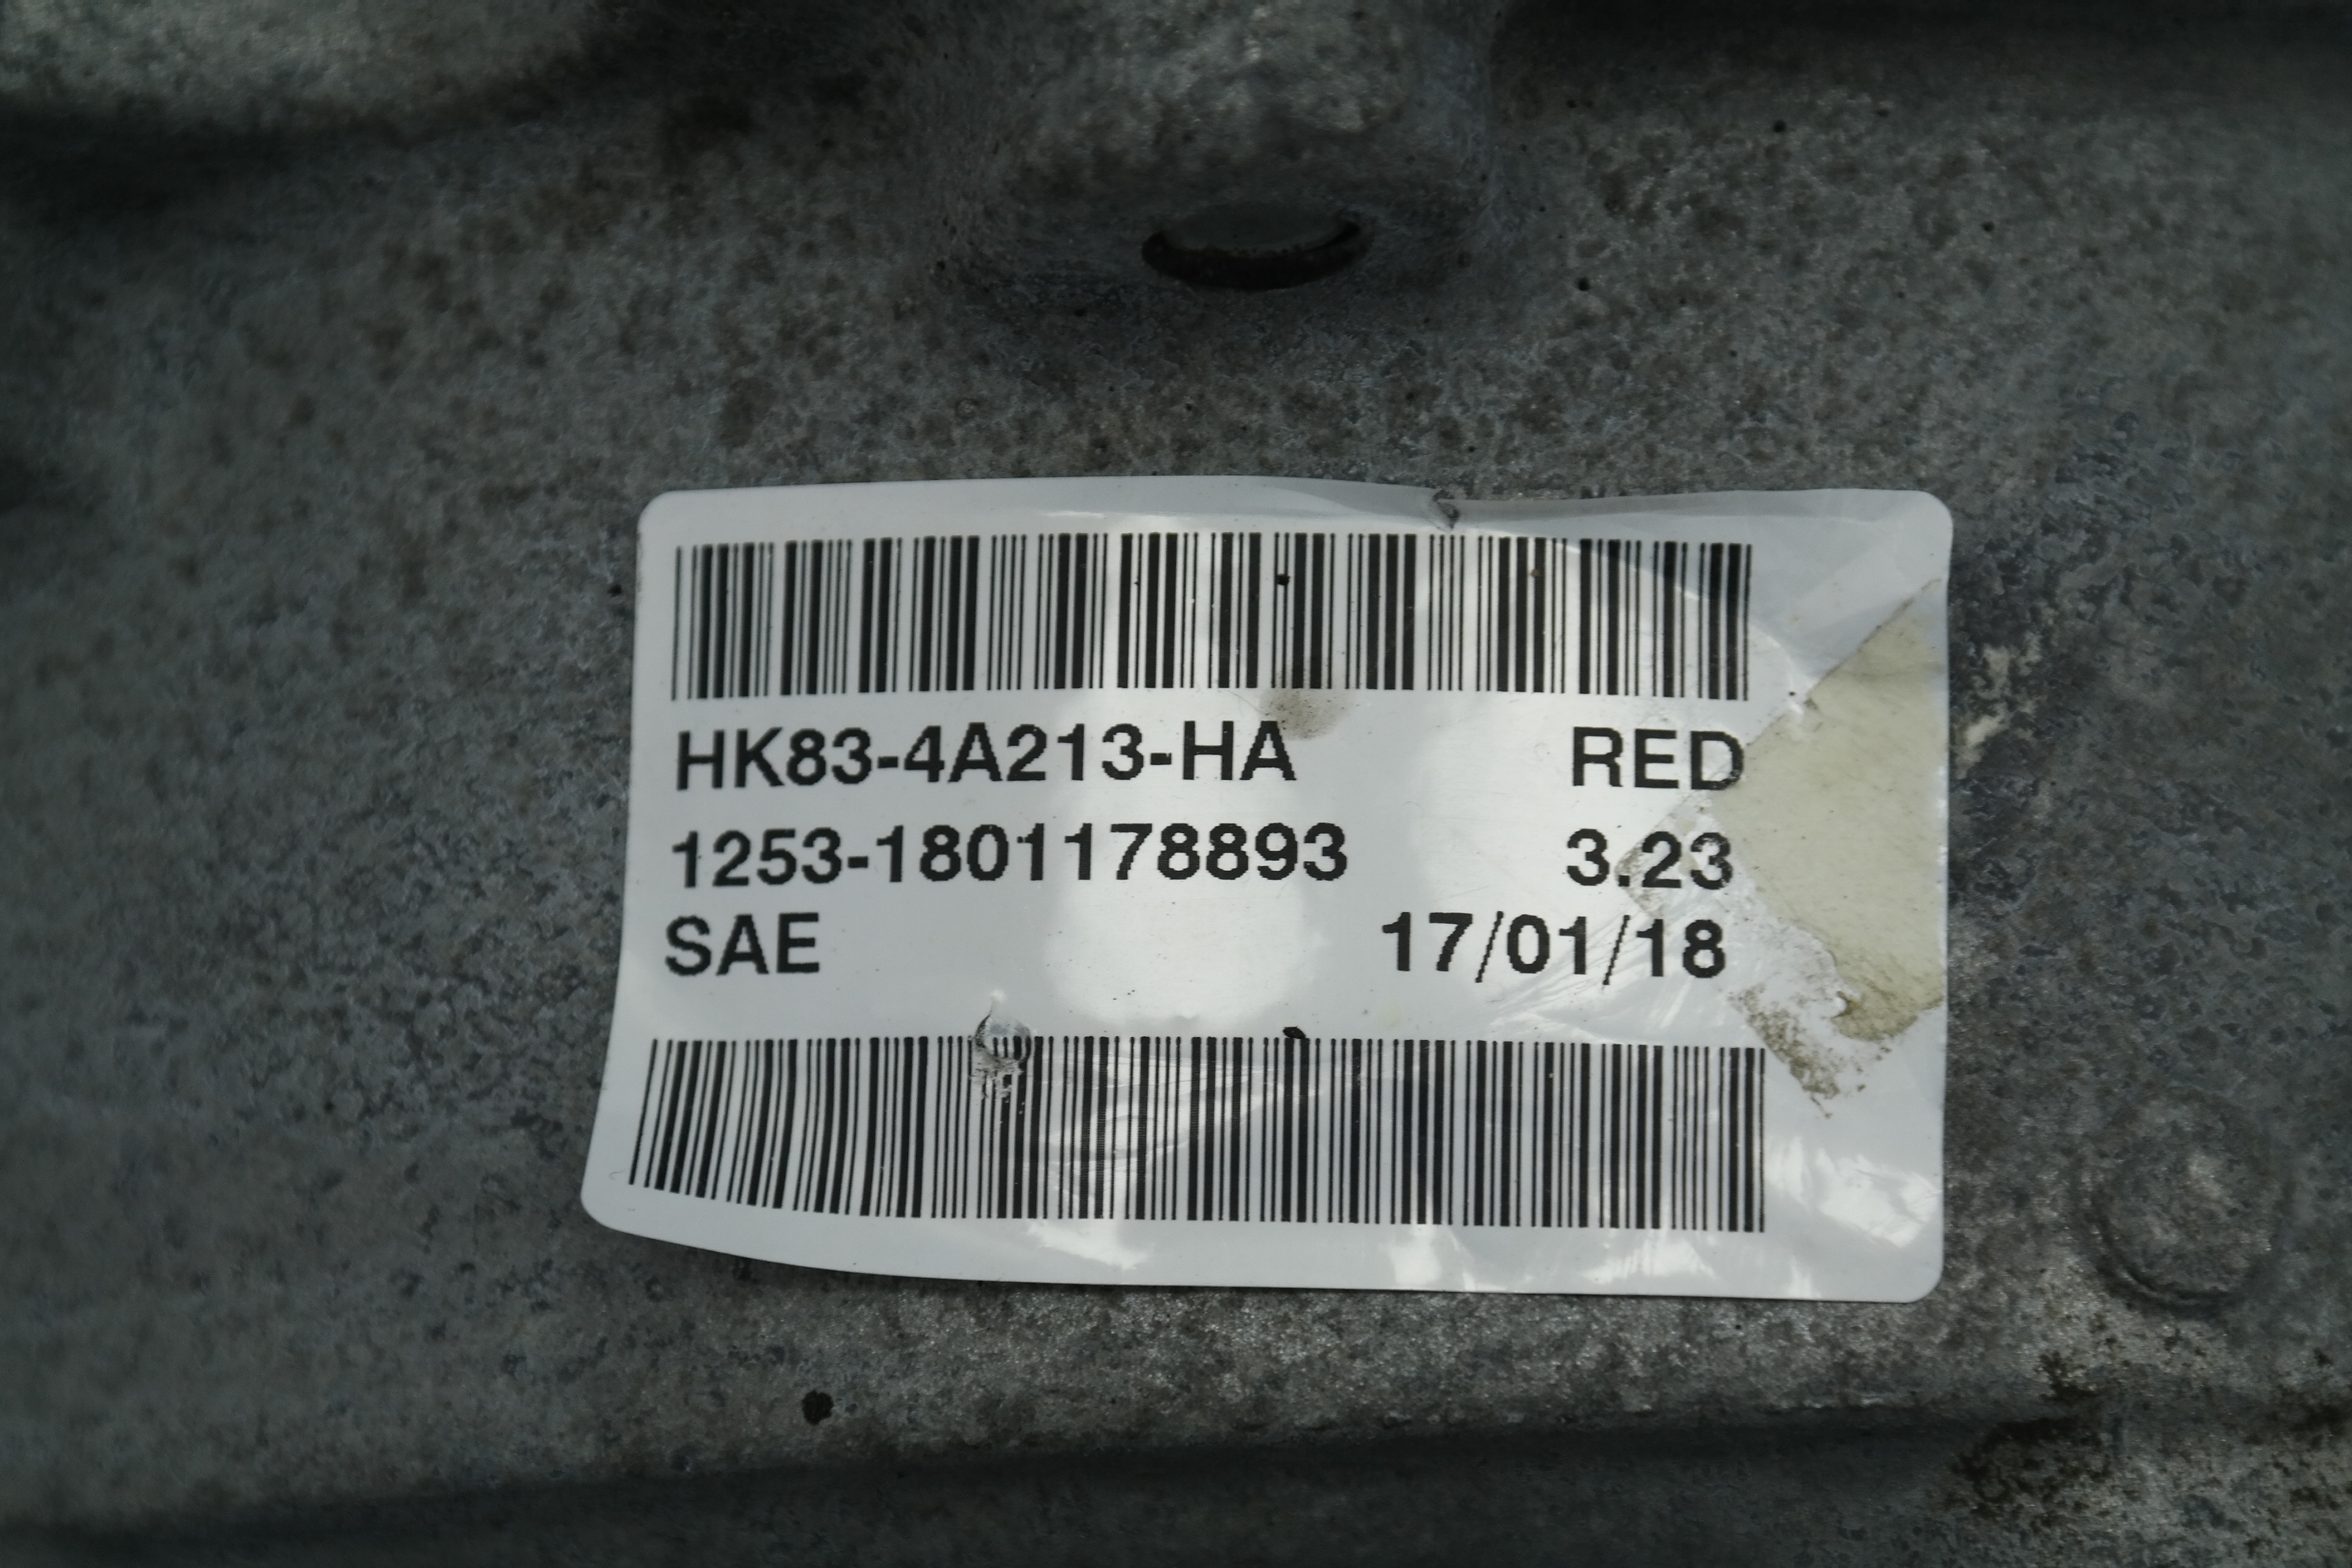 HK83-4A213-HA RED
1253-1801178893 3.23
SAE 17/01/18